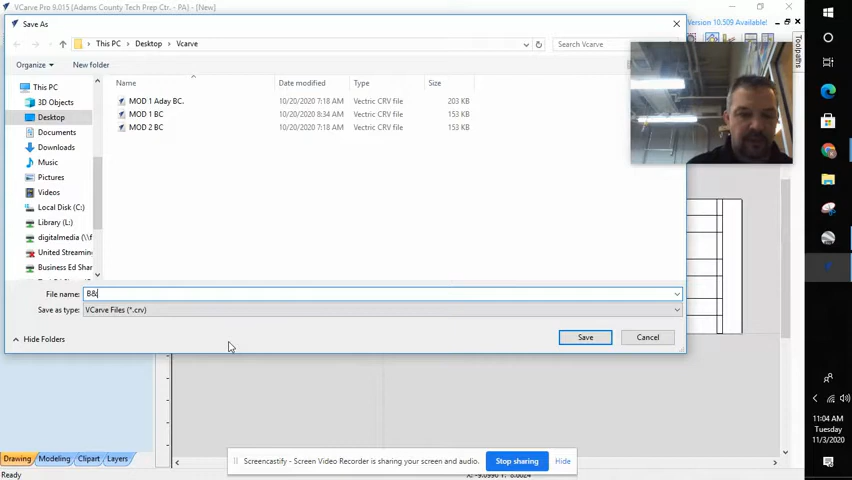 VCarve Pro 9.015 (Adams County Tech Prep Ctr. - PA) - [New]
Save As
Version 10.509 Available!
This PC > Desktop > Vcarve
Search Vcarve
Organize
New folder
Name
Date modified
Type
Size
This PC
3D Objects
Desktop
Documents
Downloads
Music
Pictures
Videos
Local Disk (C:)
Library (L:)
digitalmedia (\\f
United Streaming
Business Ed Shar
MOD 1 Aday BC.
10/20/2020 7:18 AM
Vectric CRV file
203 KB
MOD 1 BC
10/20/2020 8:34 AM
Vectric CRV file
153 KB
MOD 2 BC
10/20/2020 7:18 AM
Vectric CRV file
153 KB
Toolpaths
File name:
B&
Save as type:
VCarve Files (*.crv)
Hide Folders
Save
Cancel
Drawing
Modeling
Clipart
Layers
Screencastify - Screen Video Recorder is sharing your screen and audio.
Stop sharing
Hide
Ready
11:04 AM
Tuesday
11/3/2020